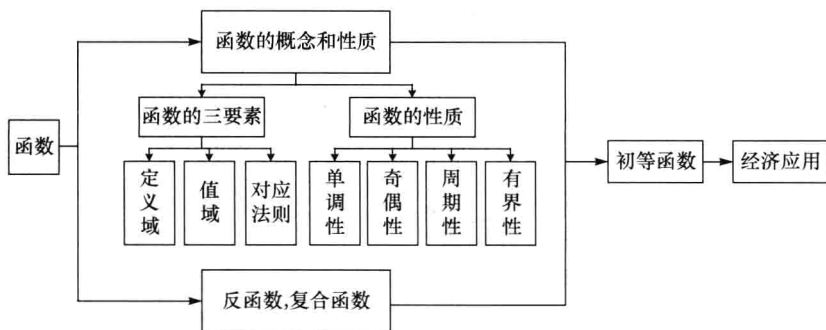 函数的概念和性质
函数的三要素
函数的性质
函数
定义域
值域
对应法则
单调性
奇偶性
周期性
有界性
初等函数
经济应用
反函数,复合函数